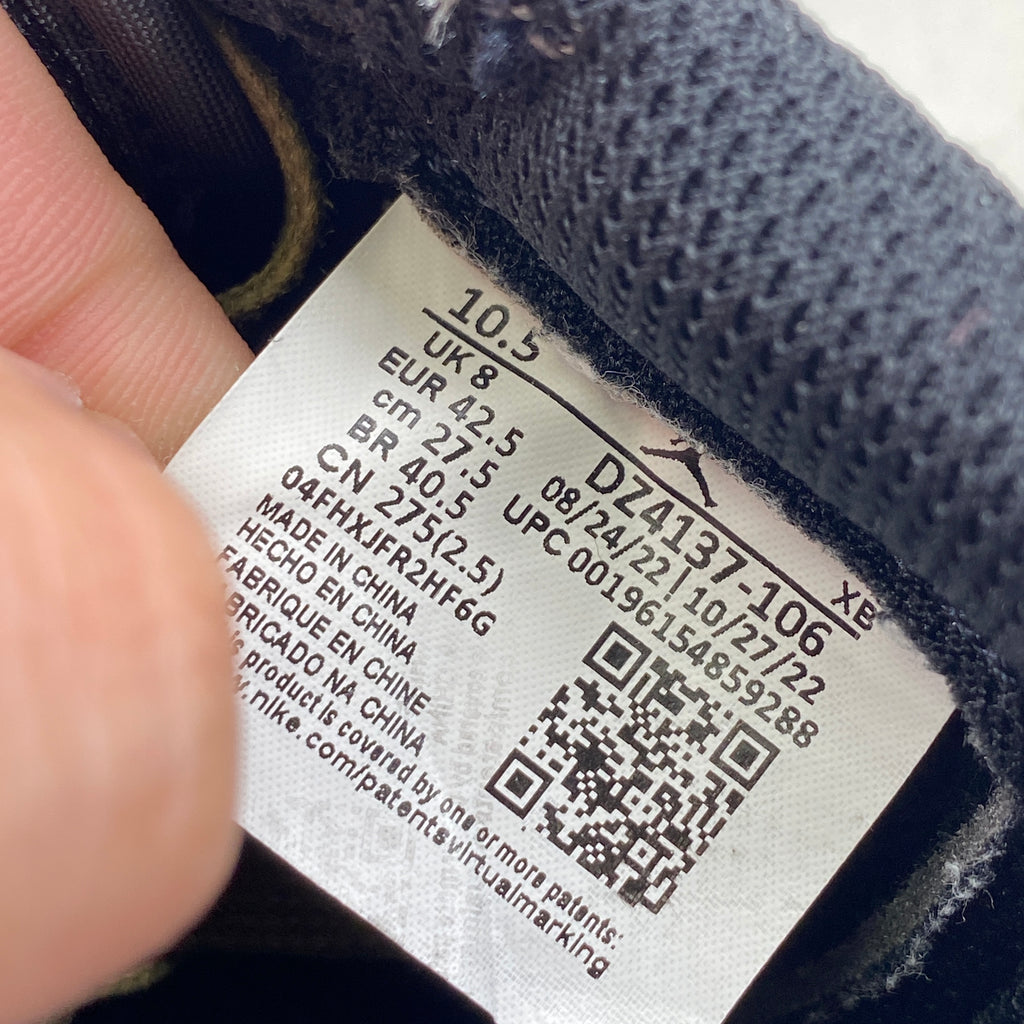 10.5
XB
UK 8
EUR 42.5
cm 27.5
BR 40.5
CN 275(2.5)
DZ4137-106
08/24/22 | 10/27/22
UPC 00196154859288
04FHXJFR2HF6G
MADE IN CHINA
HECHO EN CHINA
FABRIQUE EN CHINE
BRICADO NA CHINA
s product is covered by one or more patents:
.nike.com/patentsvirtualmarking